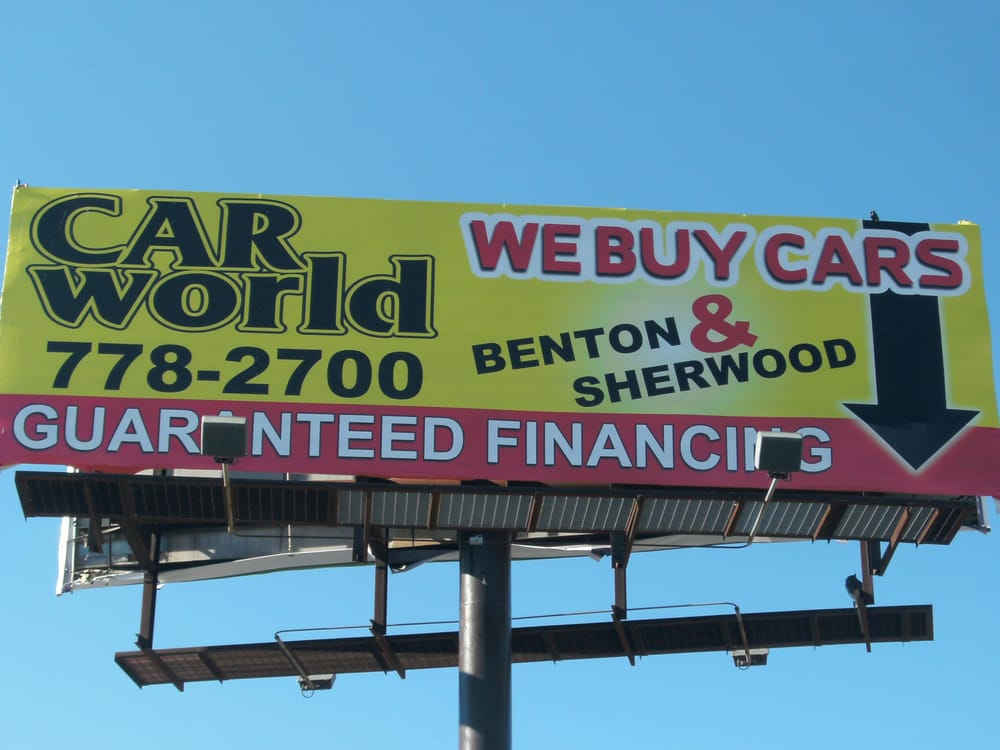 CAR
World
778-2700
WE BUY CARS
BENTON &
SHERWOOD
GUARANTEED FINANCING